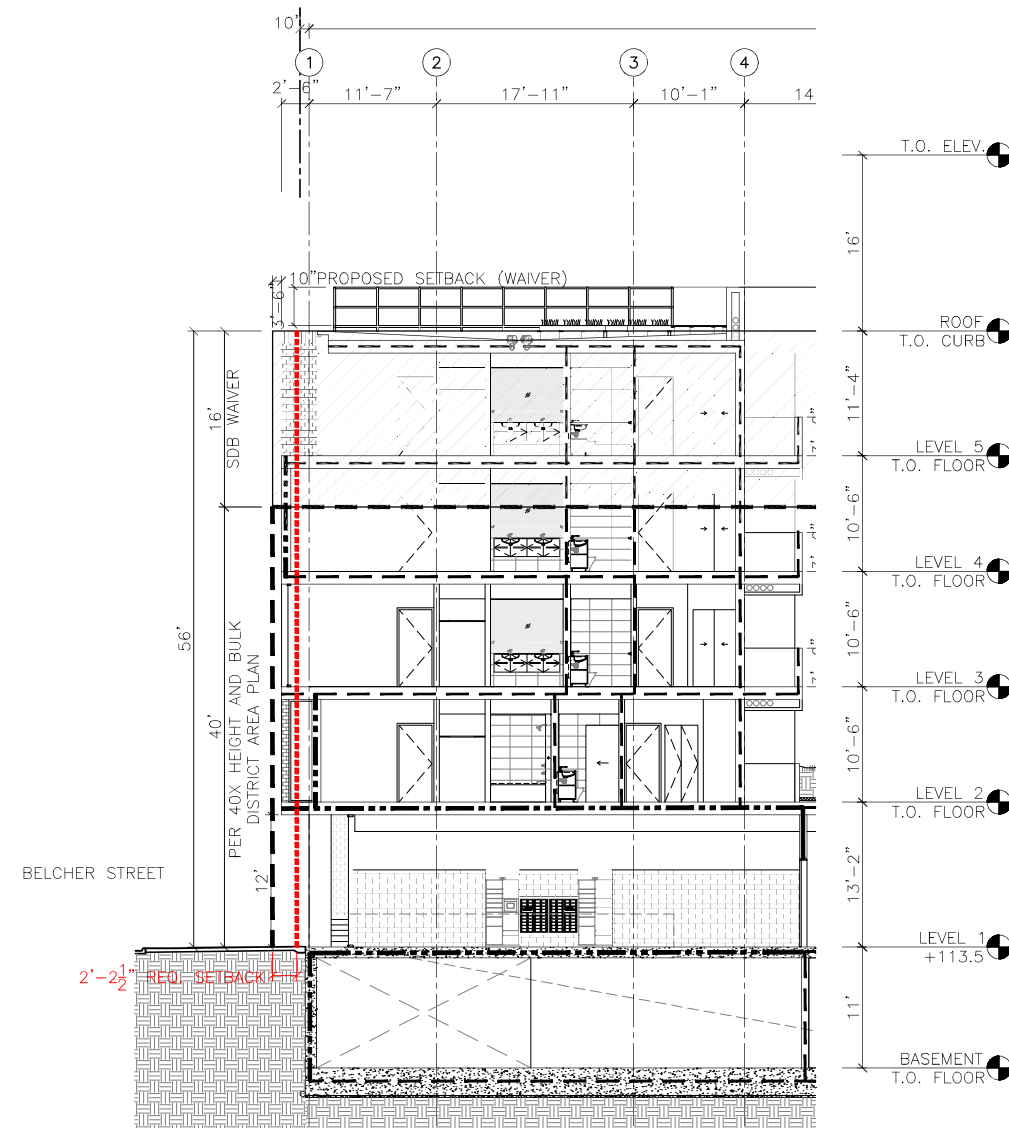 10'
1
2
3
4
2'-6"
11'-7"
17'-11"
10'-1"
14
T.O. ELEV.
16'
10"PROPOSED SETBACK (WAIVER)
3'-6"
ROOF
T.O. CURB
11'-4"
16'
SDB WAIVER
LEVEL 5
T.O. FLOOR
10'-6"
LEVEL 4
T.O. FLOOR
10'-6"
56'
40'
PER 40X HEIGHT AND BULK
DISTRICT AREA PLAN
LEVEL 3
T.O. FLOOR
10'-6"
LEVEL 2
T.O. FLOOR
BELCHER STREET
12'
13'-2"
LEVEL 1
+113.5
2'-2½" REQ. SETBACK
11'
BASEMENT
T.O. FLOOR